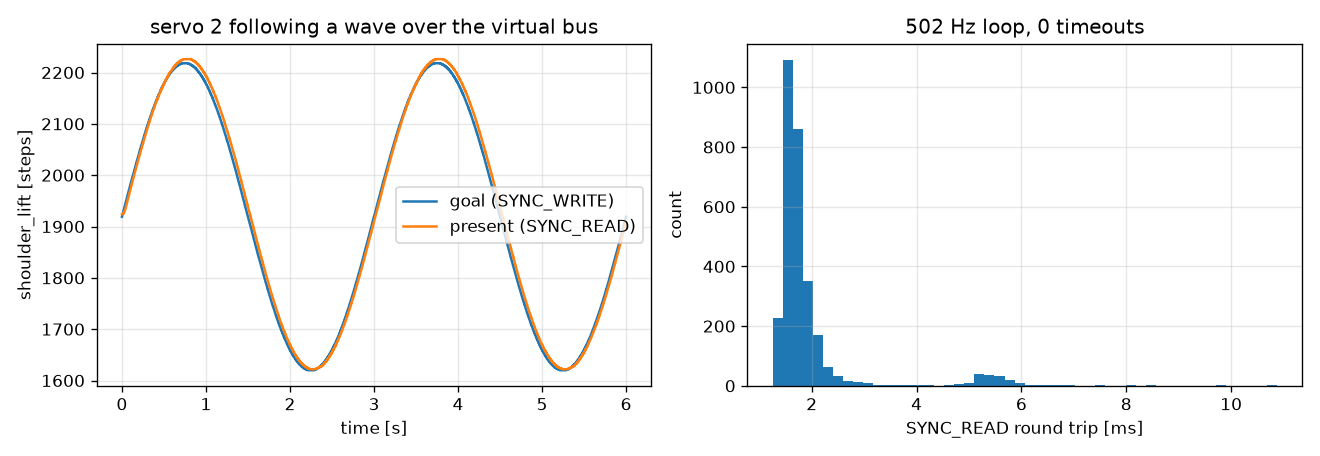 servo 2 following a wave over the virtual bus
shoulder_lift [steps]
2200
2100
2000
1900
1800
1700
1600
goal (SYNC_WRITE)
present (SYNC_READ)
0 1 2 3 4 5 6
time [s]
502 Hz loop, 0 timeouts
count
1000
800
600
400
200
0
2 4 6 8 10
SYNC_READ round trip [ms]